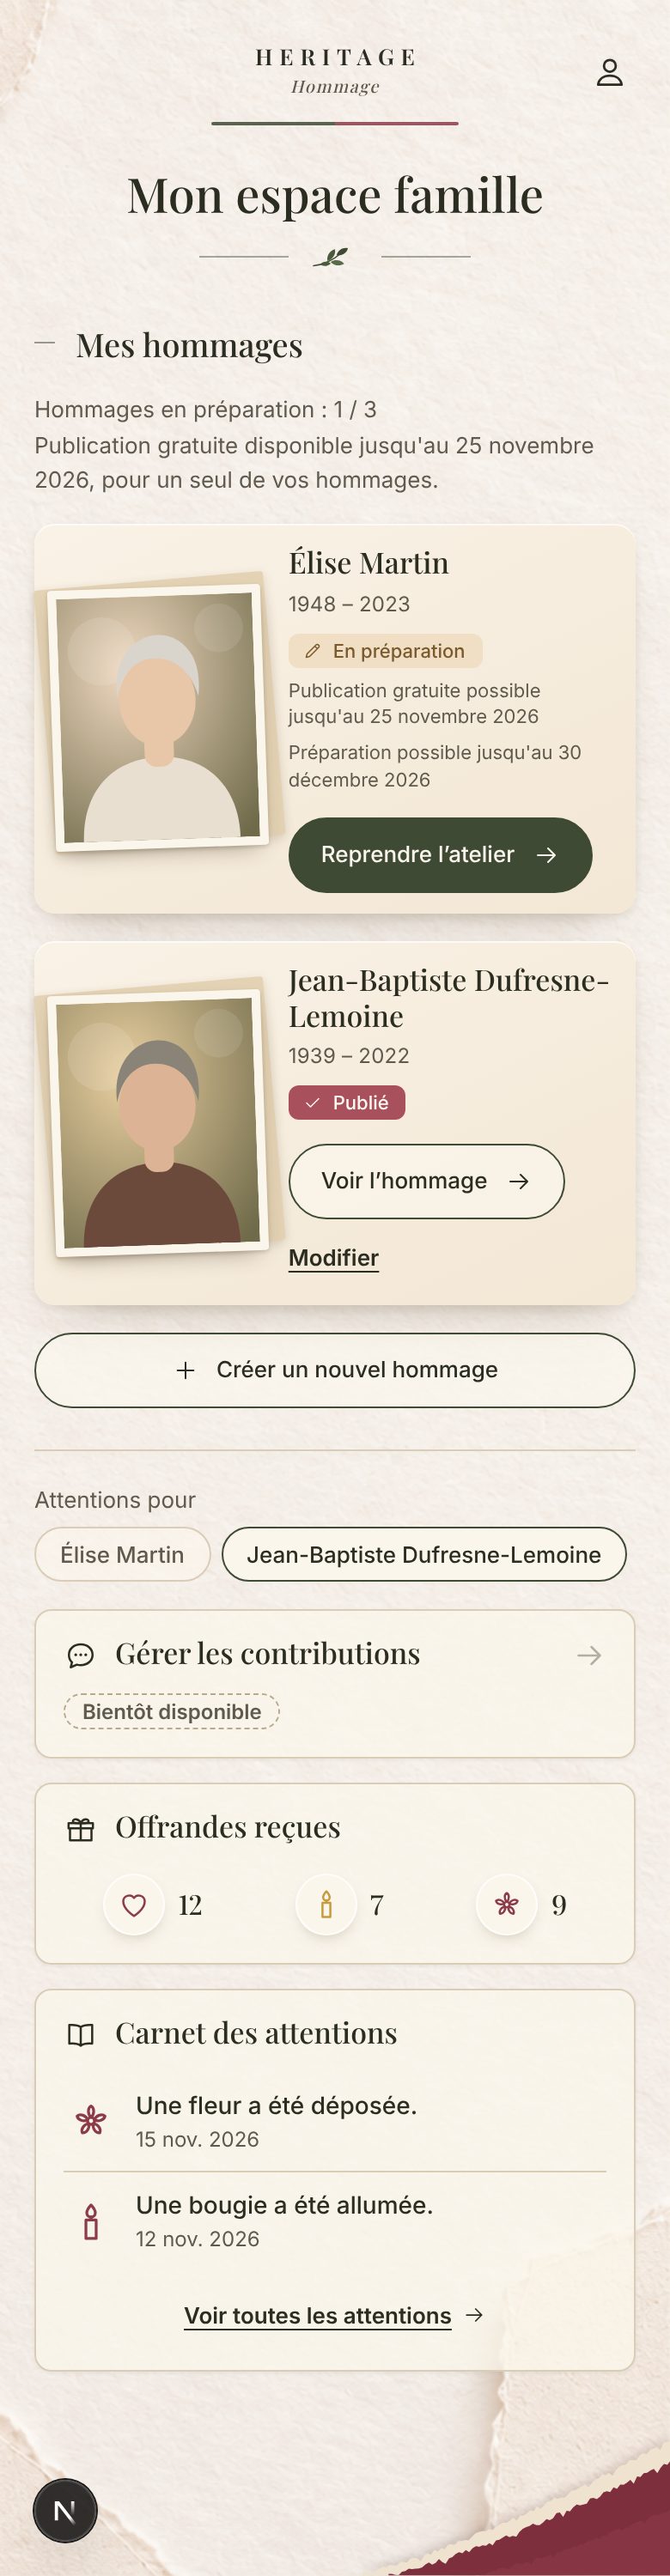 HERITAGE
Hommage
Mon espace famille
Mes hommages
Hommages en préparation : 1 / 3
Publication gratuite disponible jusqu'au 25 novembre
2026, pour un seul de vos hommages.
Élise Martin
1948 – 2023
En préparation
Publication gratuite possible
jusqu'au 25 novembre 2026
Préparation possible jusqu'au 30
décembre 2026
Reprendre l’atelier
Jean-Baptiste Dufresne-
Lemoine
1939 – 2022
Publié
Voir l’hommage
Modifier
Créer un nouvel hommage
Attentions pour
Élise Martin
Jean-Baptiste Dufresne-Lemoine
Gérer les contributions
Bientôt disponible
Offrandes reçues
12
7
9
Carnet des attentions
Une fleur a été déposée.
15 nov. 2026
Une bougie a été allumée.
12 nov. 2026
Voir toutes les attentions
N